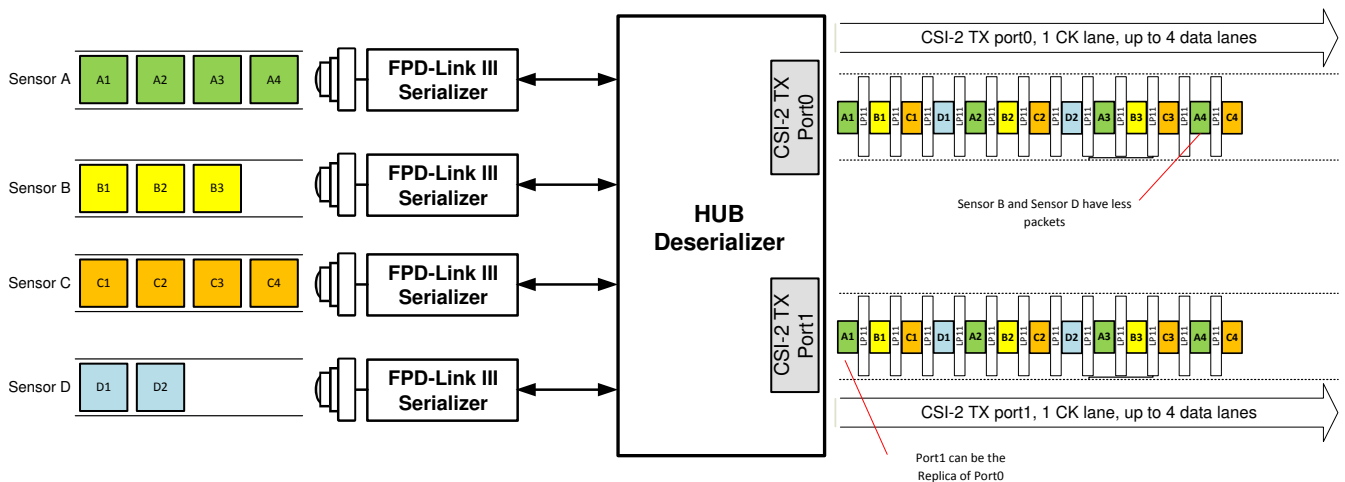 CSI-2 TX port0, 1 CK lane, up to 4 data lanes
Sensor A
A1 A2 A3 A4
FPD-Link III
Serializer
CSI-2 TX
Port0
A1 LP11 B1 LP11 C1 LP11 D1 LP11 A2 LP11 B2 LP11 C2 LP11 D2 LP11 A3 LP11 B3 LP11 C3 LP11 A4 LP11 C4
Sensor B
B1 B2 B3
FPD-Link III
Serializer
Sensor B and Sensor D have less
packets
HUB
Deserializer
Sensor C
C1 C2 C3 C4
FPD-Link III
Serializer
CSI-2 TX
Port1
A1 LP11 B1 LP11 C1 LP11 D1 LP11 A2 LP11 B2 LP11 C2 LP11 D2 LP11 A3 LP11 B3 LP11 C3 LP11 A4 LP11 C4
Sensor D
D1 D2
FPD-Link III
Serializer
CSI-2 TX port1, 1 CK lane, up to 4 data lanes
Port1 can be the
Replica of Port0